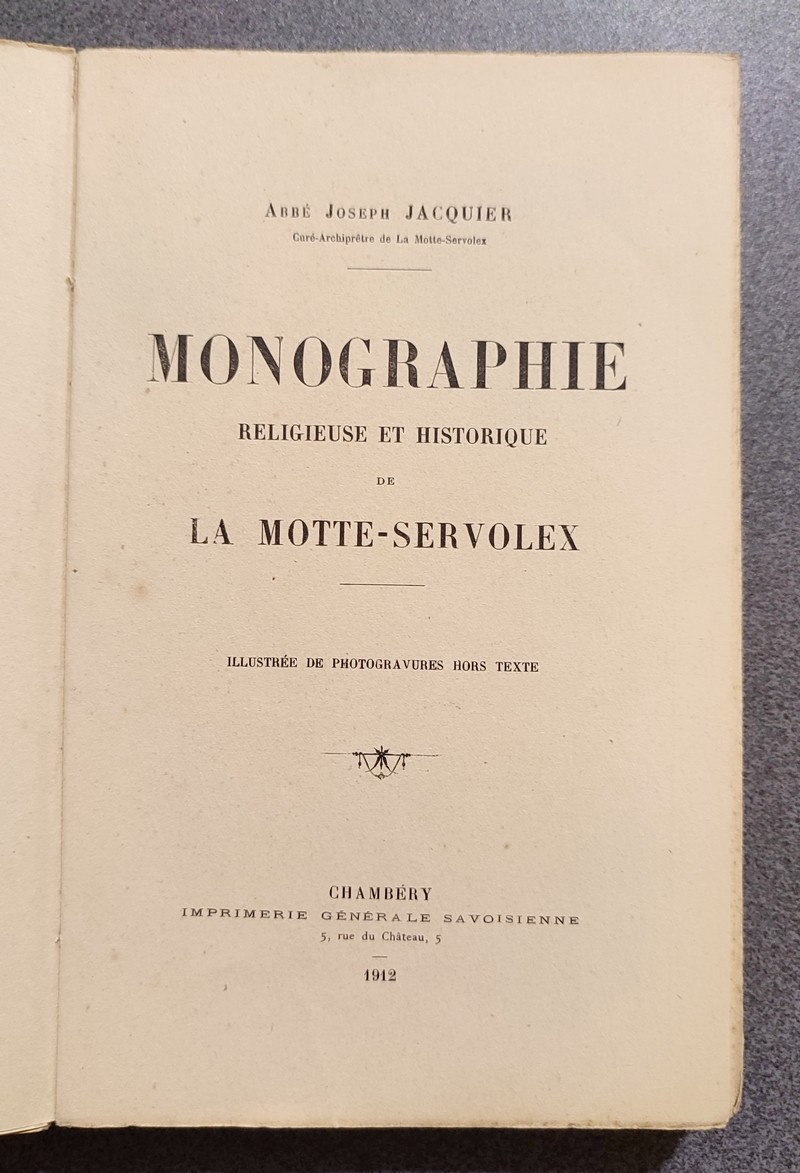 ABBÉ JOSEPH JACQUIER
Curé-Archiprêtre de La Motte-Servolex
MONOGRAPHIE
RELIGIEUSE ET HISTORIQUE
DE
LA MOTTE-SERVOLEX
ILLUSTRÉE DE PHOTOGRAVURES HORS TEXTE
CHAMBÉRY
IMPRIMERIE GÉNÉRALE SAVOISIENNE
5, rue du Château, 5
1912